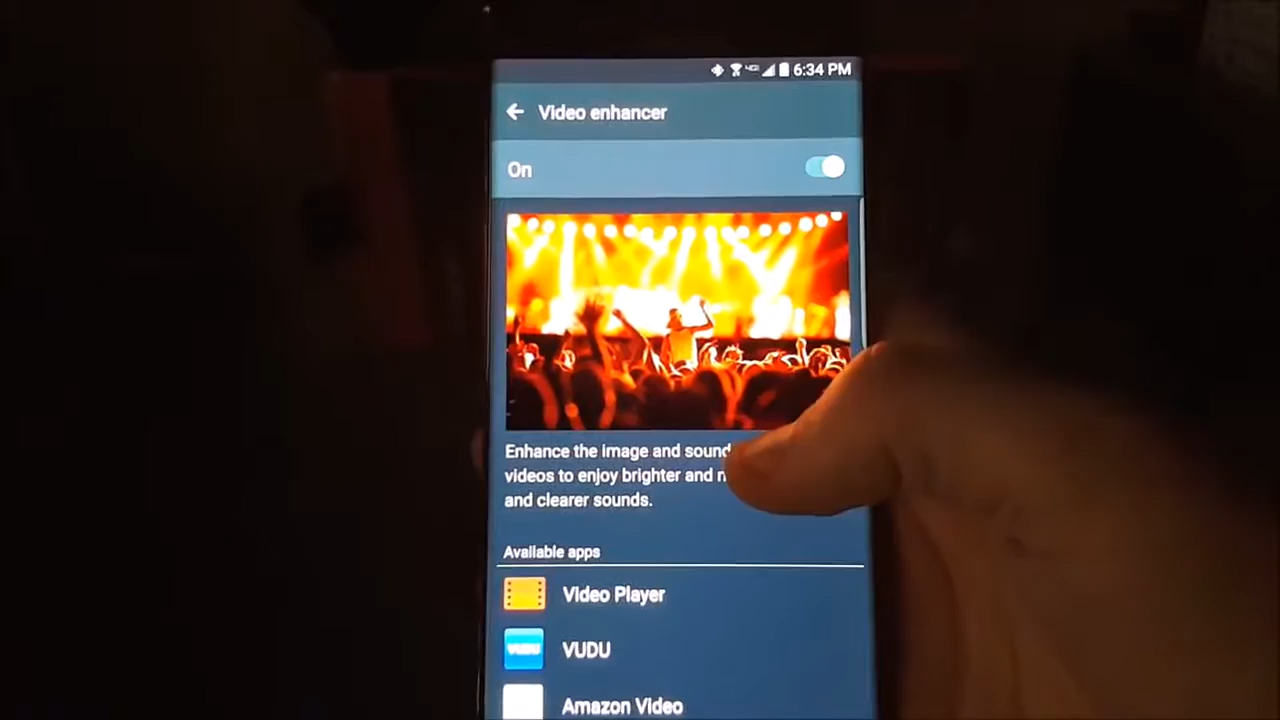 6:34 PM
Video enhancer
On
Enhance the image and sound
videos to enjoy brighter and
and clearer sounds.
Available apps
Video Player
VUDU
VUDU
Amazon Video